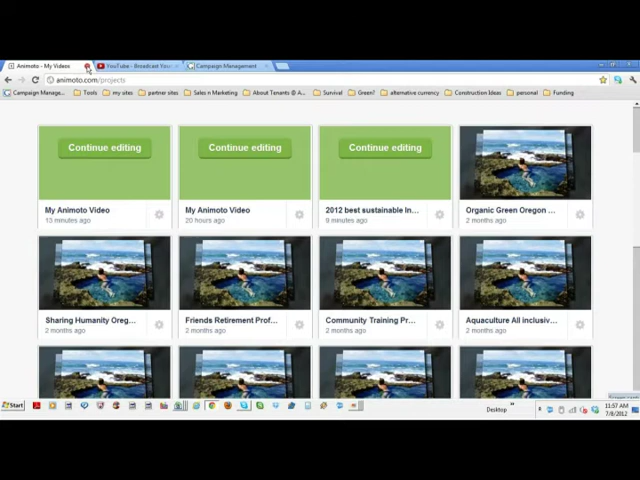 Animoto - My Videos
YouTube - Broadcast Your
Campaign Management
animoto.com/projects
Campaign Manage...
Tools
my sites
partner sites
Sales n Marketing
About Tenants @ A...
Survival
Green!
alternative currency
Construction Ideas
personal
Funding
Continue editing
Continue editing
Continue editing
My Animoto Video
15 minutes ago
My Animoto Video
20 hours ago
2012 best sustainable In...
9 minutes ago
Organic Green Oregon ...
2 months ago
Sharing Humanity Oreg...
2 months ago
Friends Retirement Prof...
2 months ago
Community Training Pr...
2 months ago
Aquaculture All inclusiv...
2 months ago
Start
Desktop
11:57 AM
7/8/2012